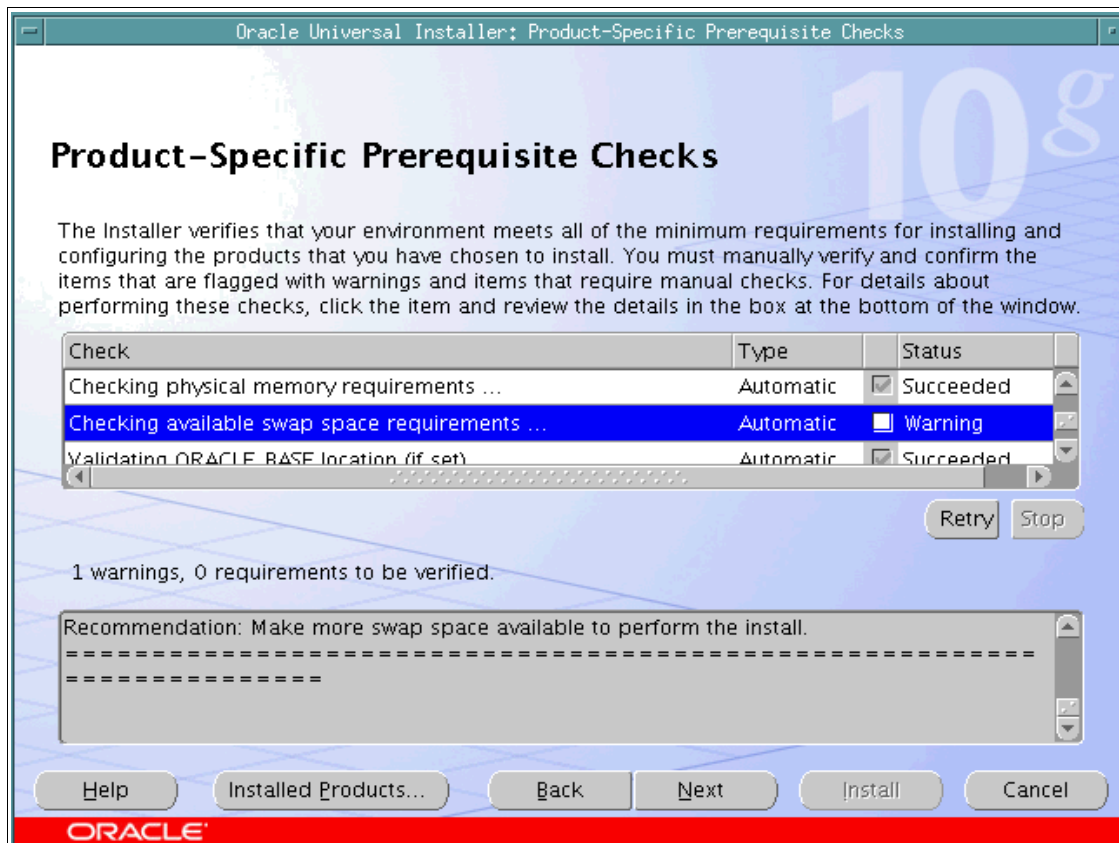 Oracle Universal Installer: Product-Specific Prerequisite Checks
10g
Product-Specific Prerequisite Checks
The Installer verifies that your environment meets all of the minimum requirements for installing and
configuring the products that you have chosen to install. You must manually verify and confirm the
items that are flagged with warnings and items that require manual checks. For details about
performing these checks, click the item and review the details in the box at the bottom of the window.
Check Type Status
Checking physical memory requirements ... Automatic Succeeded
Checking available swap space requirements ... Automatic Warning
Validating ORACLE_BASE location (if set) Automatic Succeeded
Retry Stop
1 warnings, 0 requirements to be verified.
Recommendation: Make more swap space available to perform the install.
= = = = = = = = = = = = = = = = = = = = = = = = = = = = = = = = = = = = = = = = = = = = = = = = = = = = = = = = =
= = = = = = = = = = = = = = =
Help Installed Products... Back Next Install Cancel
ORACLE